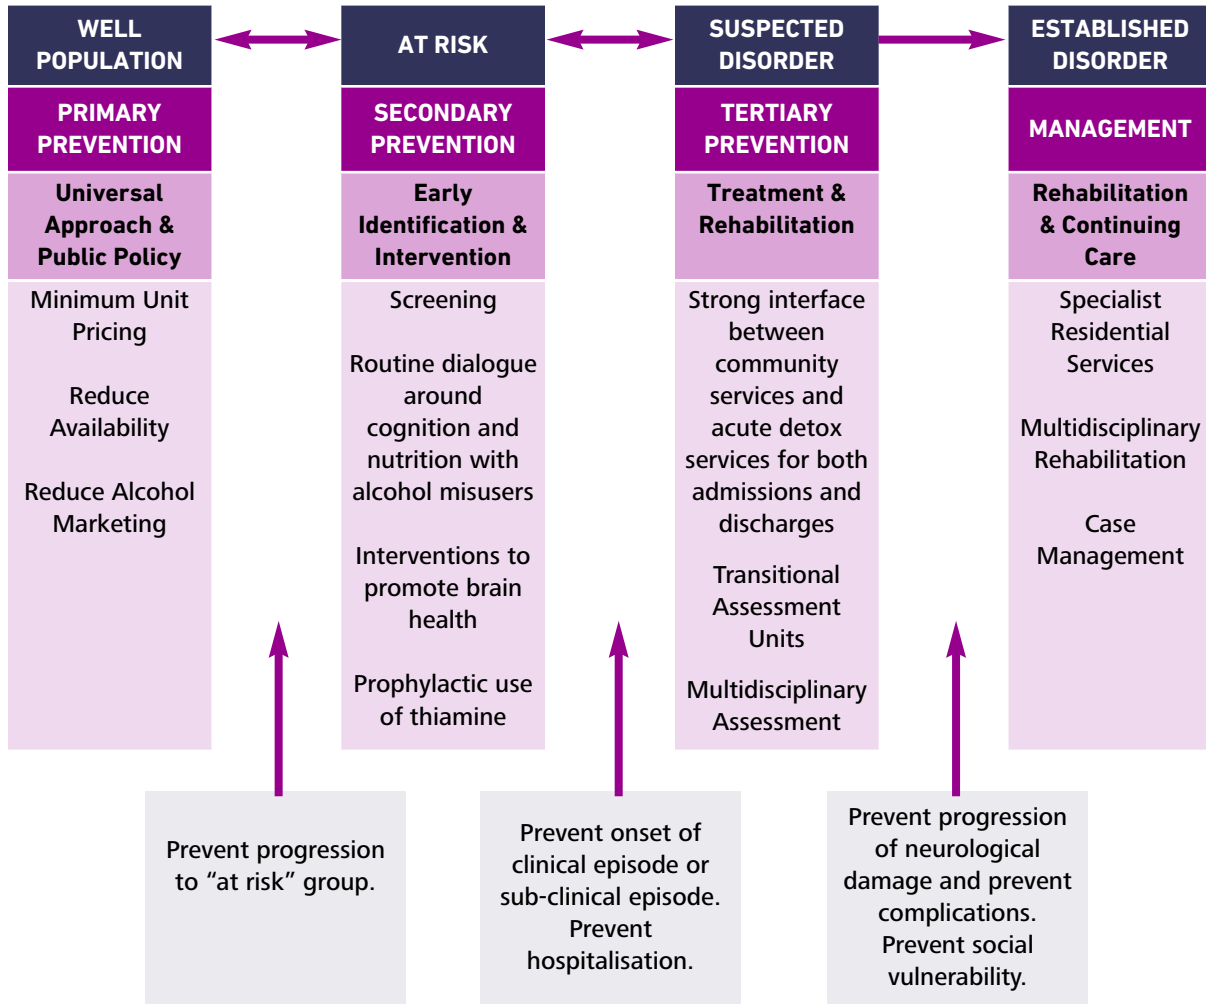 WELL
POPULATION
PRIMARY
PREVENTION
Universal
Approach &
Public Policy
Minimum Unit
Pricing
Reduce
Availability
Reduce Alcohol
Marketing
AT RISK
SECONDARY
PREVENTION
Early
Identification &
Intervention
Screening
Routine dialogue
around
cognition and
nutrition with
alcohol misusers
Interventions to
promote brain
health
Prophylactic use
of thiamine
SUSPECTED
DISORDER
TERTIARY
PREVENTION
Treatment &
Rehabilitation
Strong interface
between
community
services and
acute detox
services for both
admissions and
discharges
Transitional
Assessment
Units
Multidisciplinary
Assessment
ESTABLISHED
DISORDER
MANAGEMENT
Rehabilitation
& Continuing
Care
Specialist
Residential
Services
Multidisciplinary
Rehabilitation
Case
Management
Prevent progression
to “at risk” group.
Prevent onset of
clinical episode or
sub-clinical episode.
Prevent
hospitalisation.
Prevent progression
of neurological
damage and prevent
complications.
Prevent social
vulnerability.